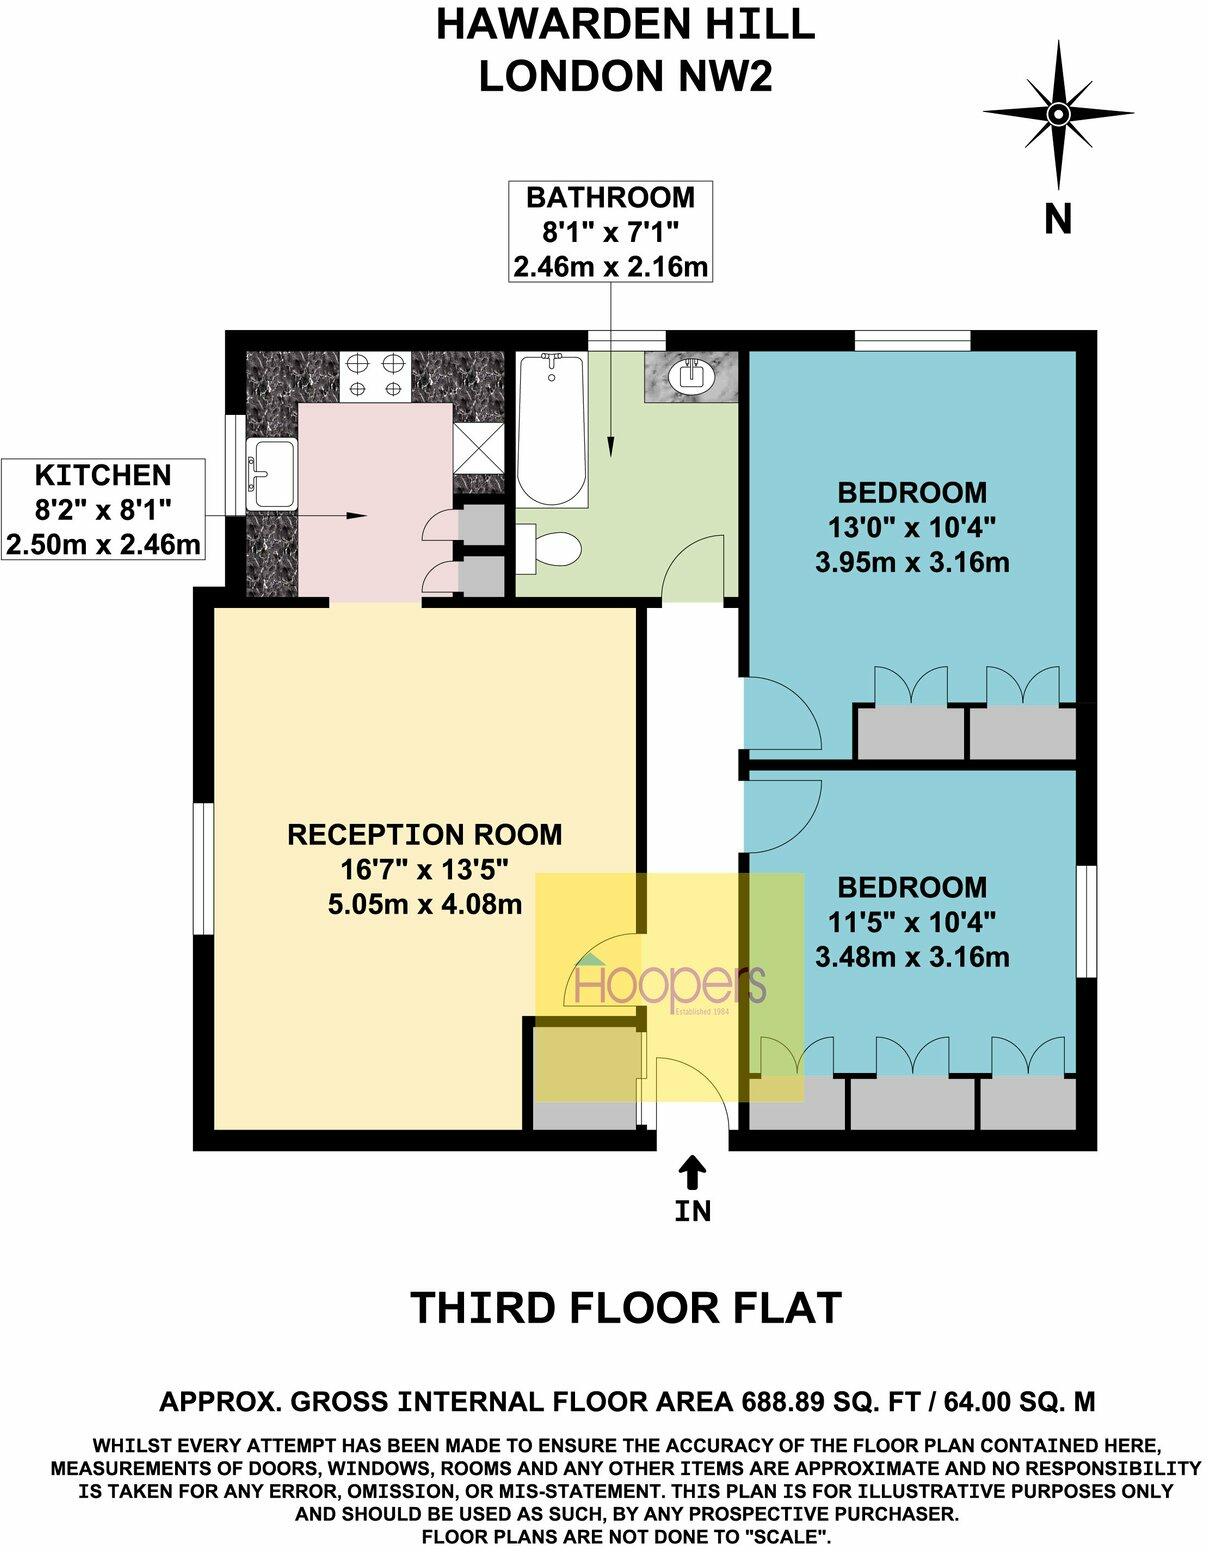 HAWARDEN HILL
LONDON NW2
N
BATHROOM
8'1" x 7'1"
2.46m x 2.16m
KITCHEN
8'2" x 8'1"
2.50m x 2.46m
BEDROOM
13'0" x 10'4"
3.95m x 3.16m
RECEPTION ROOM
16'7" x 13'5"
5.05m x 4.08m
BEDROOM
11'5" x 10'4"
3.48m x 3.16m
Hoopers
Established 1984
IN
THIRD FLOOR FLAT
APPROX. GROSS INTERNAL FLOOR AREA 688.89 SQ. FT / 64.00 SQ. M
WHILST EVERY ATTEMPT HAS BEEN MADE TO ENSURE THE ACCURACY OF THE FLOOR PLAN CONTAINED HERE,
MEASUREMENTS OF DOORS, WINDOWS, ROOMS AND ANY OTHER ITEMS ARE APPROXIMATE AND NO RESPONSIBILITY
IS TAKEN FOR ANY ERROR, OMISSION, OR MIS-STATEMENT. THIS PLAN IS FOR ILLUSTRATIVE PURPOSES ONLY
AND SHOULD BE USED AS SUCH, BY ANY PROSPECTIVE PURCHASER.
FLOOR PLANS ARE NOT DONE TO "SCALE".